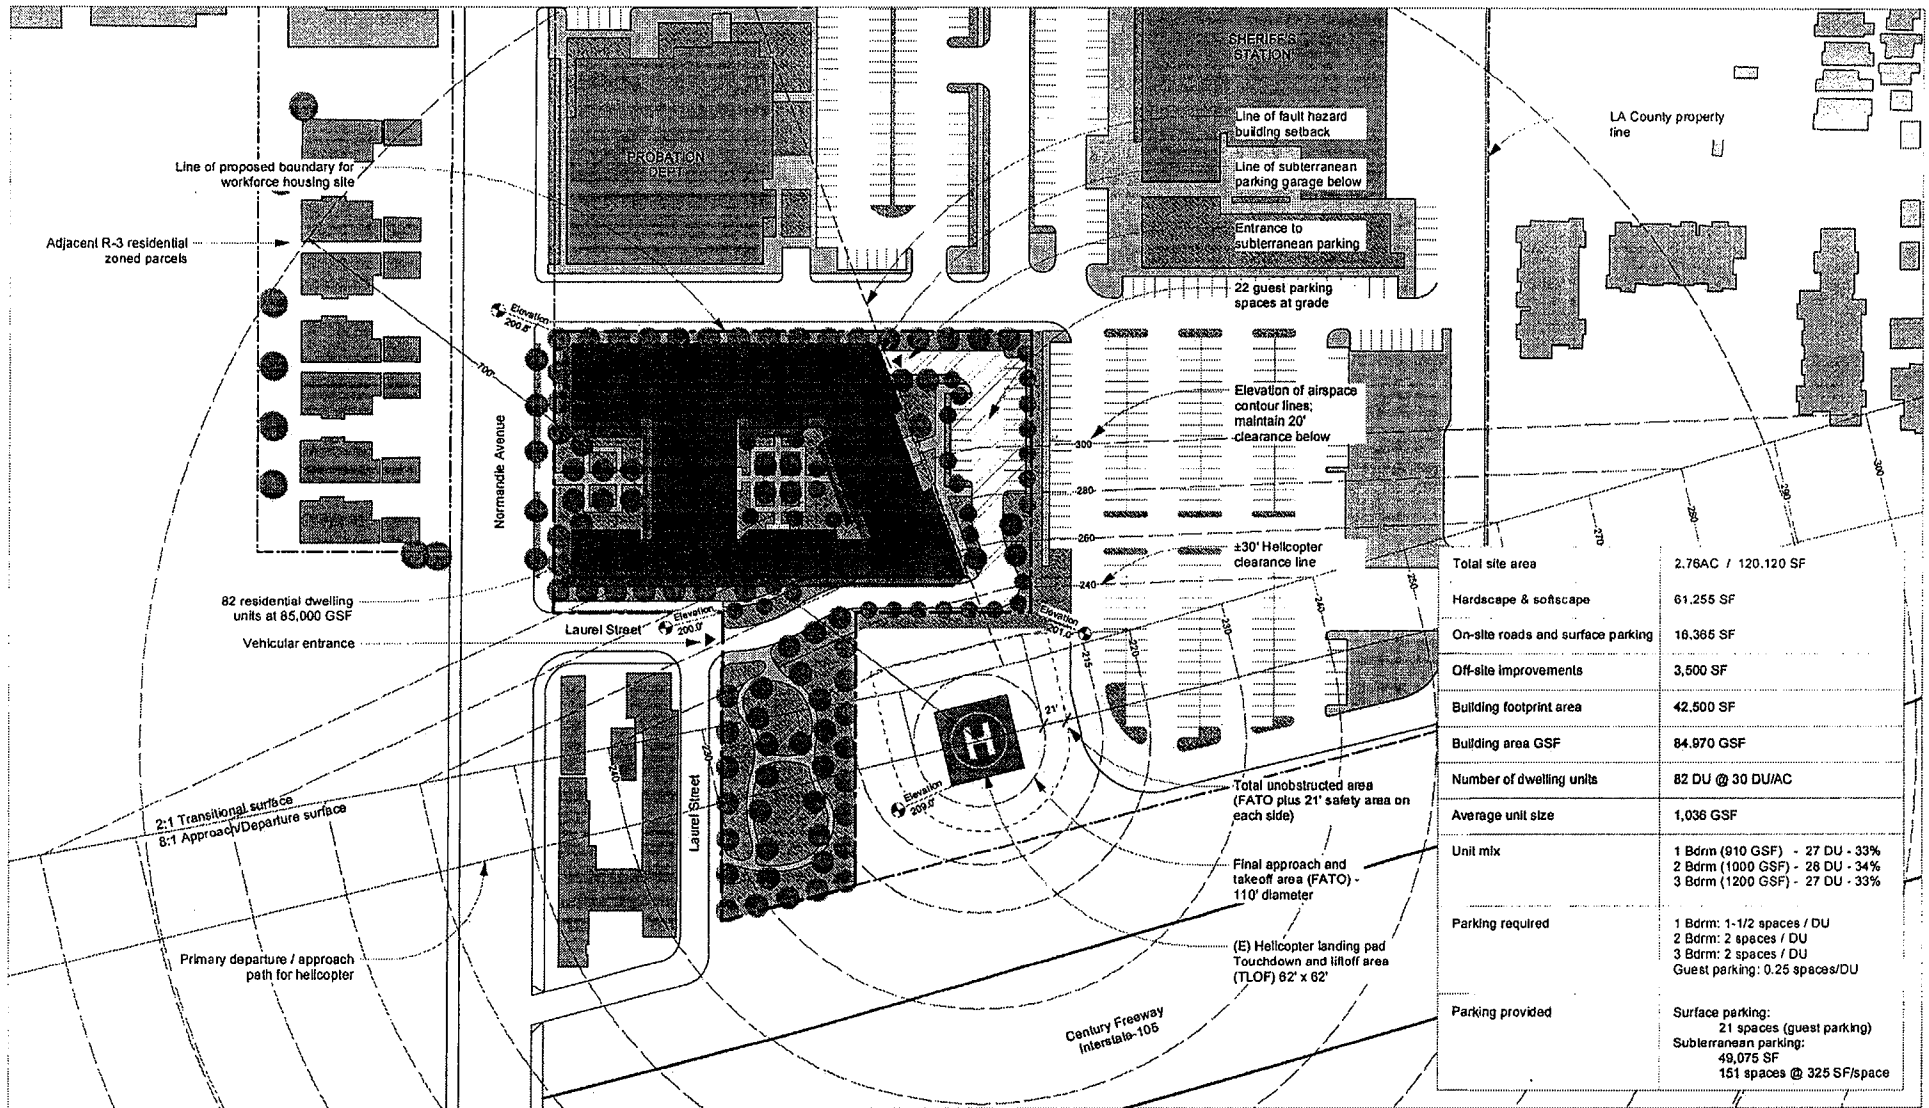 SHERIFF'S
STATION
PROBATION
DEPT
Line of fault hazard
building setback
Line of subterranean
parking garage below
Entrance to
subterranean parking
22 guest parking
spaces at grade
LA County property
line
Line of proposed boundary for
workforce housing site
Adjacent R-3 residential
zoned parcels
Elevation
200.8'
700'
Normandie Avenue
Elevation of airspace
contour lines;
maintain 20'
clearance below
300
280
260
240
±30' Helicopter
clearance line
300
290
270
250
250
240
230
220
215
82 residential dwelling
units at 85,000 GSF
Vehicular entrance
Laurel Street
Elevation
200.0'
Elevation
201.0'
21'
H
Elevation
209.0'
240
230
Laurel Street
2:1 Transitional surface
8:1 Approach/Departure surface
Primary departure / approach
path for helicopter
Total unobstructed area
(FATO plus 21' safety area on
each side)
Final approach and
takeoff area (FATO) -
110' diameter
(E) Helicopter landing pad
Touchdown and liftoff area
(TLOF) 62' x 62'
Century Freeway
Interstate-105
Total site area 2.76AC / 120.120 SF
Hardscape & softscape 61.255 SF
On-site roads and surface parking 16.365 SF
Off-site improvements 3,500 SF
Building footprint area 42,500 SF
Building area GSF 84.970 GSF
Number of dwelling units 82 DU @ 30 DU/AC
Average unit size 1,036 GSF
Unit mix 1 Bdrm (910 GSF) - 27 DU - 33%
2 Bdrm (1000 GSF) - 28 DU - 34%
3 Bdrm (1200 GSF) - 27 DU - 33%
Parking required 1 Bdrm: 1-1/2 spaces / DU
2 Bdrm: 2 spaces / DU
3 Bdrm: 2 spaces / DU
Guest parking: 0.25 spaces/DU
Parking provided Surface parking:
21 spaces (guest parking)
Subterranean parking:
49,075 SF
151 spaces @ 325 SF/space